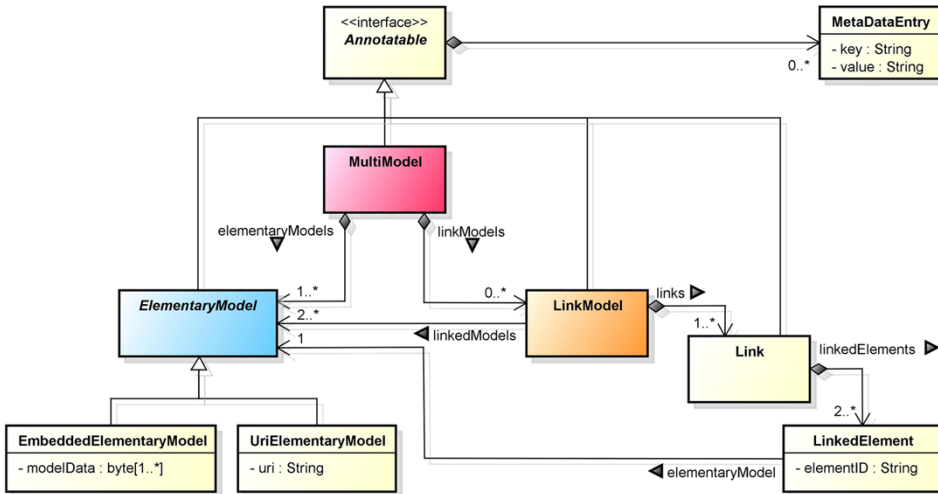 <<interface>>
Annotatable
MetaDataEntry
- key : String
- value : String
0..*
MultiModel
elementaryModels
linkModels
1..*
0..*
ElementaryModel
2..*
linkedModels
1
LinkModel
links
1..*
Link
linkedElements
2..*
EmbeddedElementaryModel
- modelData : byte[1..*]
UriElementaryModel
- uri : String
LinkedElement
- elementID : String
elementaryModel